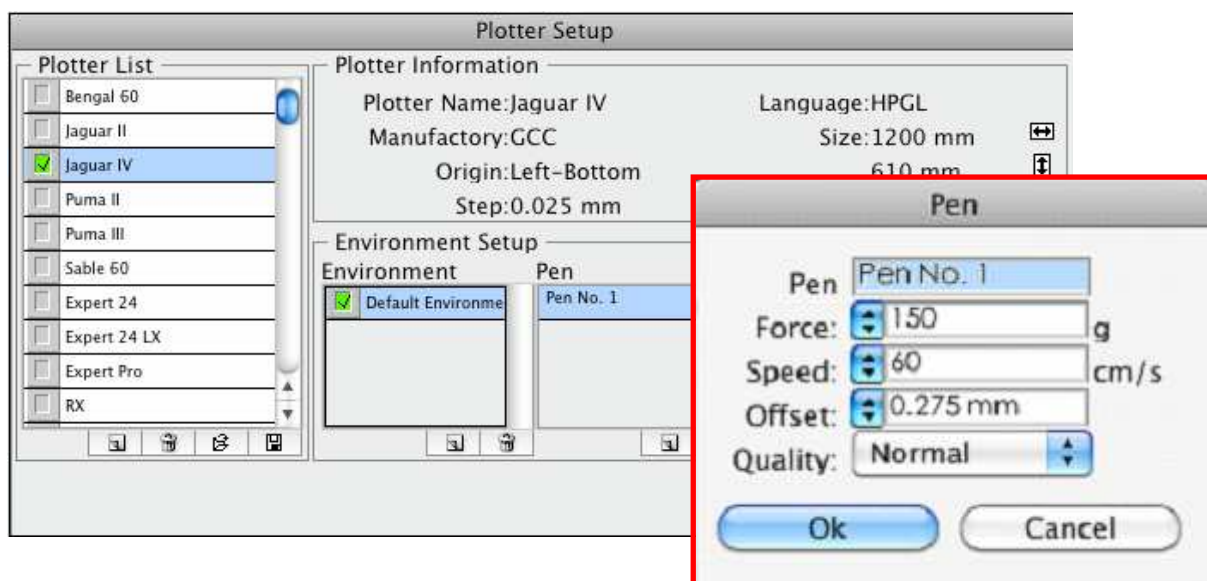 Plotter Setup
Plotter List
Bengal 60
Jaguar II
Jaguar IV
Puma II
Puma III
Sable 60
Expert 24
Expert 24 LX
Expert Pro
RX
Plotter Information
Plotter Name:Jaguar IV
Language:HPGL
Manufactory:GCC
Size:1200 mm
Origin:Left-Bottom
610 mm
Step:0.025 mm
Environment Setup
Environment
Pen
Default Environme
Pen No. 1
Pen
Pen Pen No. 1
Force: 150 g
Speed: 60 cm/s
Offset: 0.275 mm
Quality: Normal
Ok
Cancel